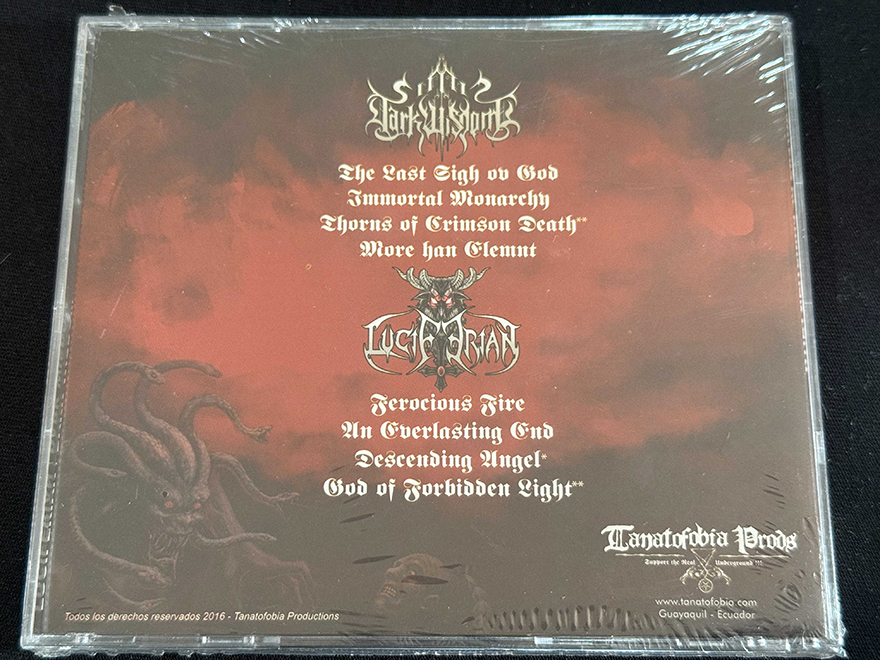 Dark Wisdom
The Last Sigh ov God
Immortal Monarchy
Thorns of Crimson Death**
More han Elemnt
LUCIFERIAN
Ferocious Fire
An Everlasting End
Descending Angel*
God of Forbidden Light**
Tanatofobia Prods
Support the Real Underground !!!
www.tanatofobia.com
Guayaquil - Ecuador
Todos los derechos reservados 2016 - Tanatofobia Productions